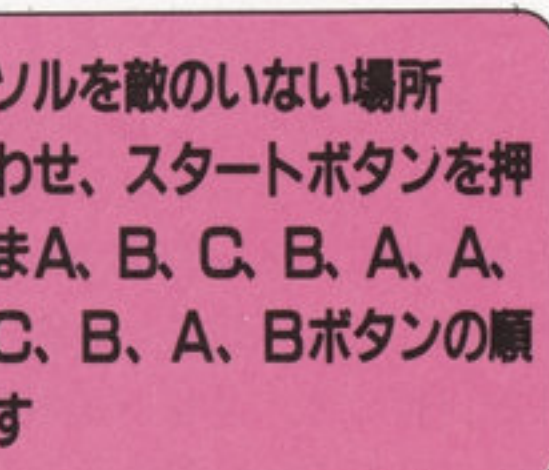 ソルを敵のいない場所
わせ、スタートボタンを押
まA、B、C、B、A、A、
C、B、A、Bボタンの順
す